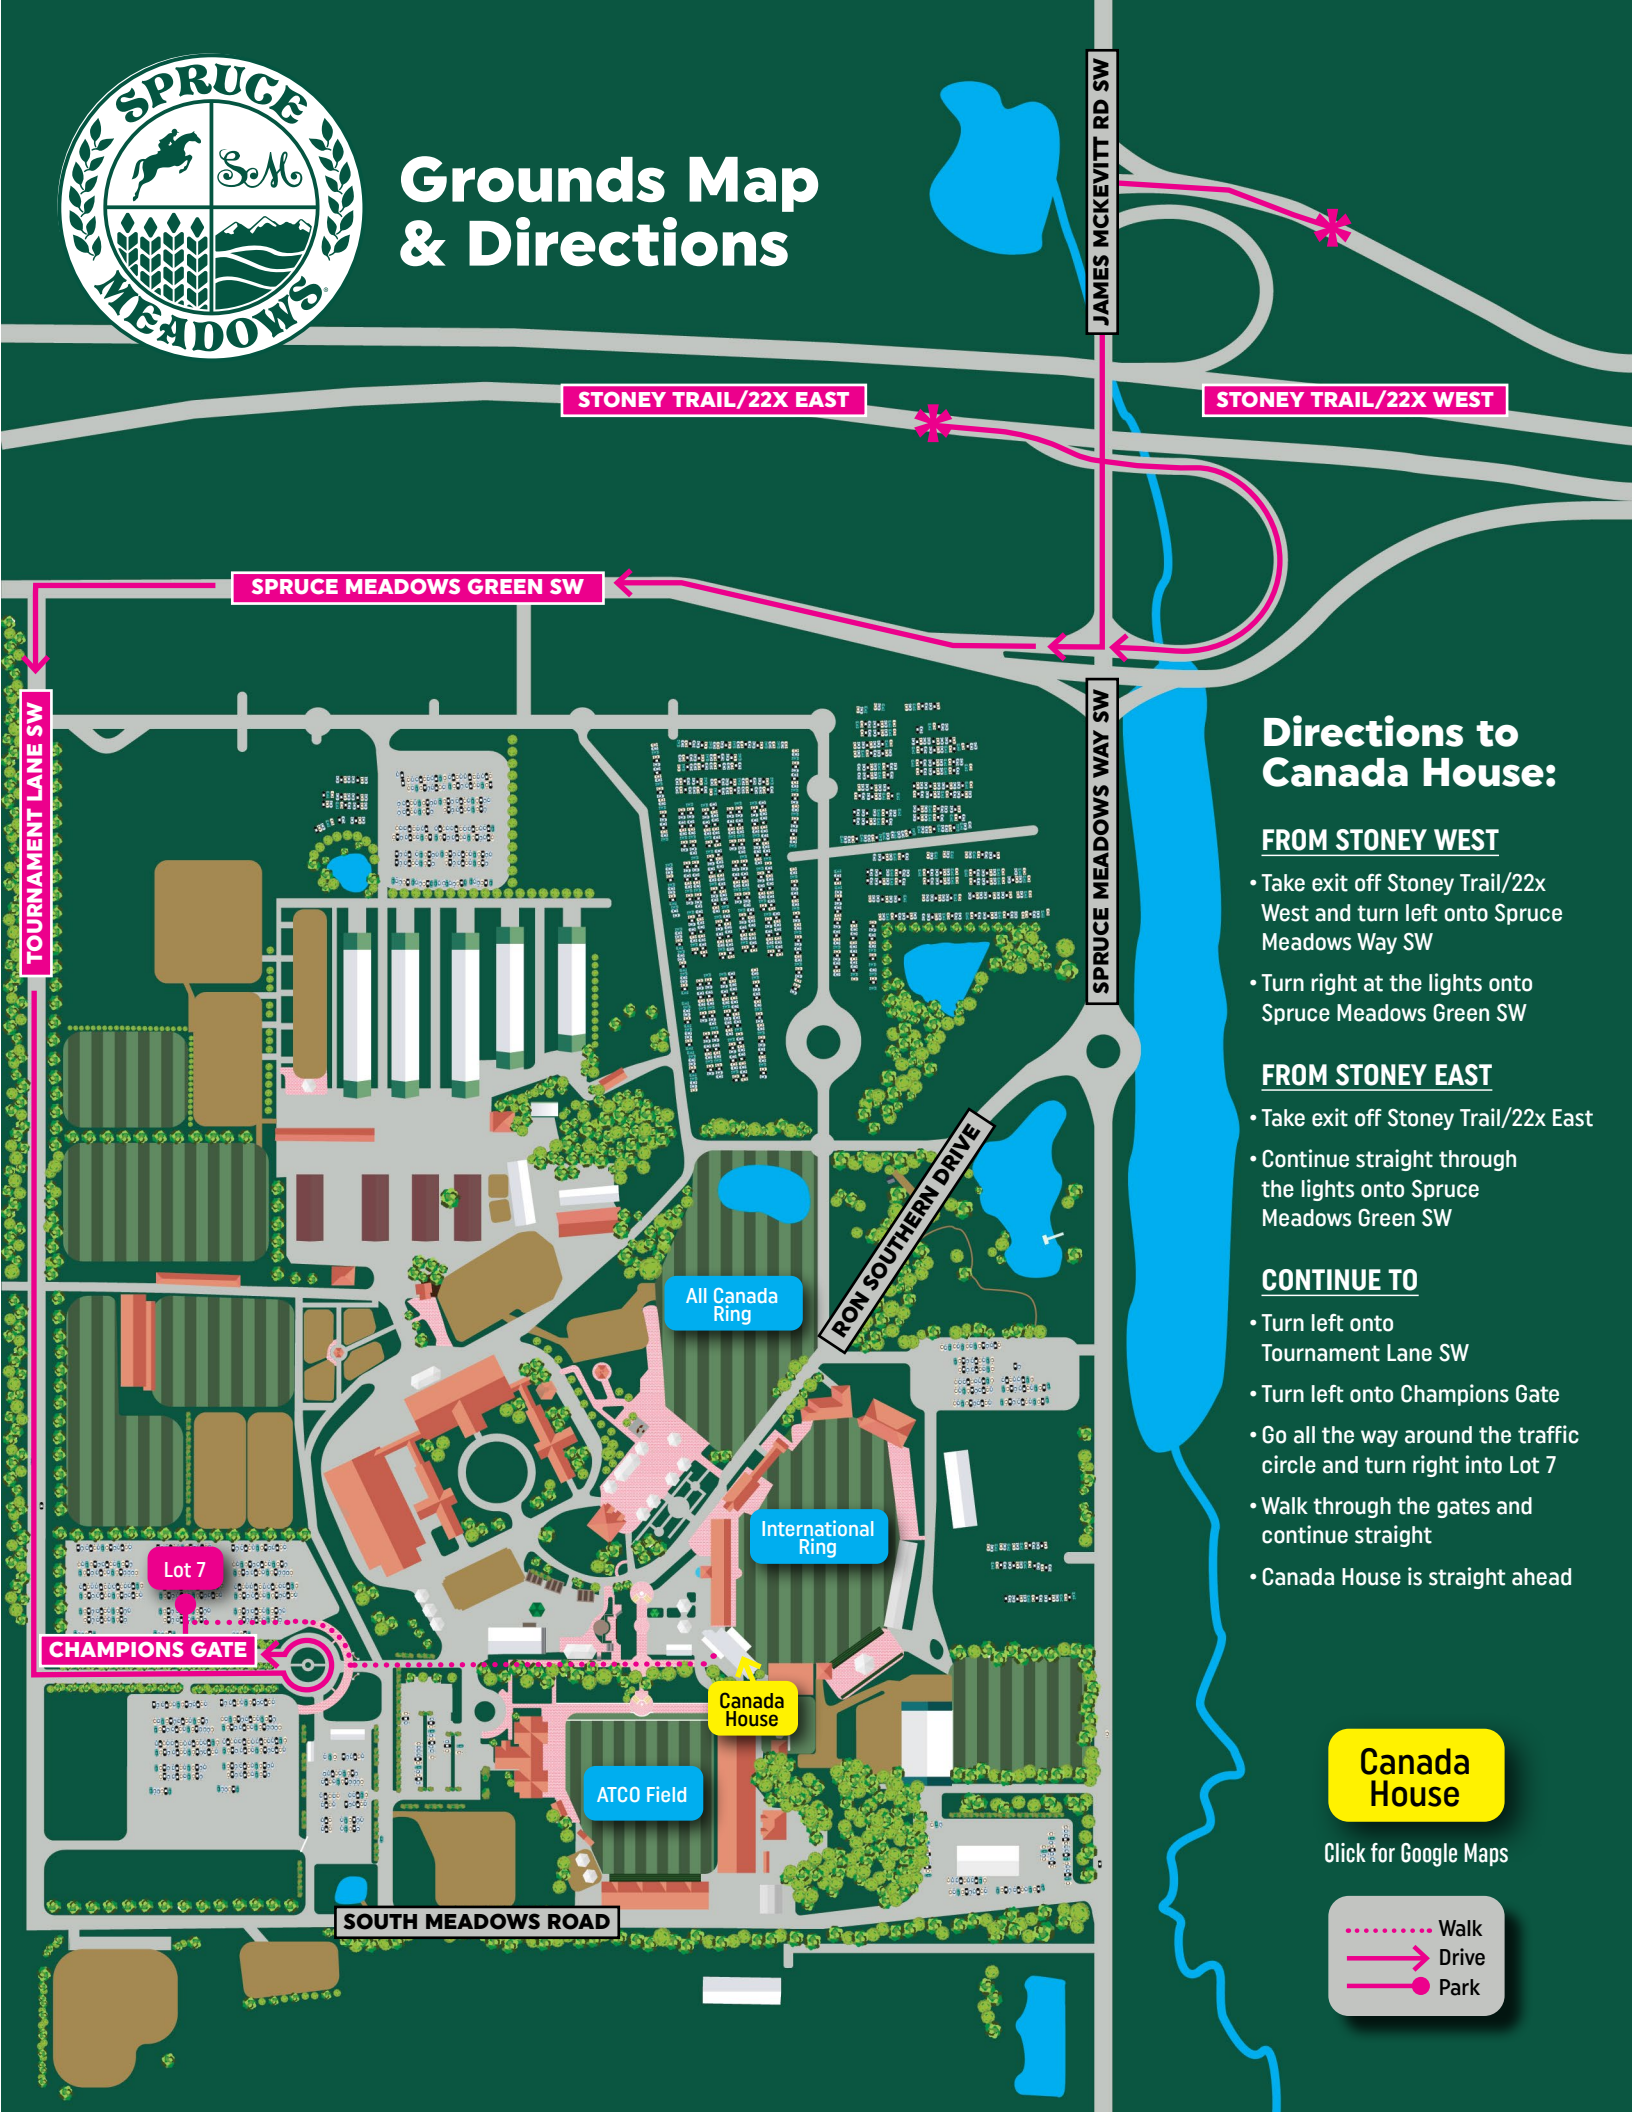 SPRUCE
SM
MEADOWS
Grounds Map
& Directions
JAMES MCKEVITT RD SW
STONEY TRAIL/22X EAST
STONEY TRAIL/22X WEST
SPRUCE MEADOWS GREEN SW
TOURNAMENT LANE SW
SPRUCE MEADOWS WAY SW
RON SOUTHERN DRIVE
All Canada
Ring
International
Ring
Lot 7
CHAMPIONS GATE
Canada
House
ATCO Field
SOUTH MEADOWS ROAD
Directions to
Canada House:
FROM STONEY WEST
• Take exit off Stoney Trail/22x
West and turn left onto Spruce
Meadows Way SW
• Turn right at the lights onto
Spruce Meadows Green SW
FROM STONEY EAST
• Take exit off Stoney Trail/22x East
• Continue straight through
the lights onto Spruce
Meadows Green SW
CONTINUE TO
• Turn left onto
Tournament Lane SW
• Turn left onto Champions Gate
• Go all the way around the traffic
circle and turn right into Lot 7
• Walk through the gates and
continue straight
• Canada House is straight ahead
Canada
House
Click for Google Maps
Walk
Drive
Park